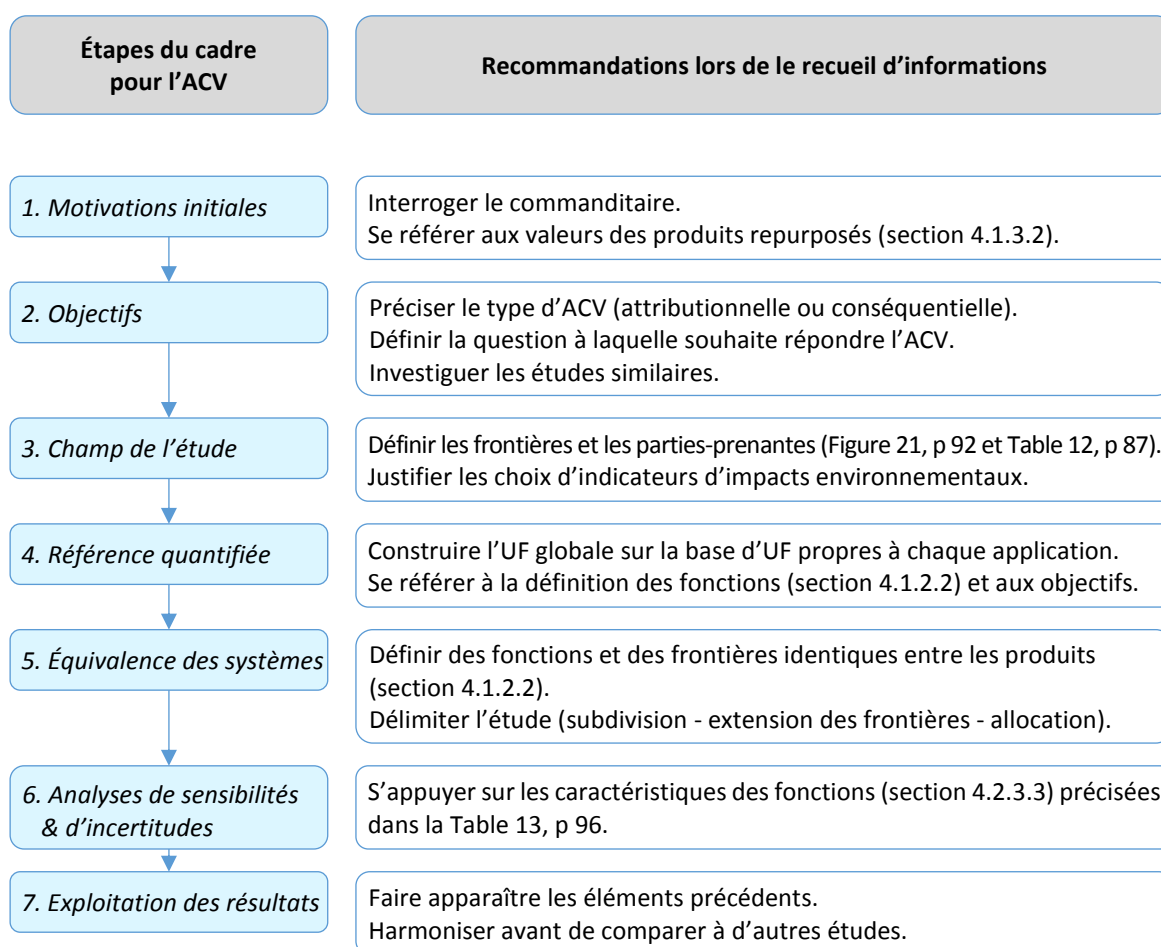 Étapes du cadre
pour l’ACV
Recommandations lors de le recueil d’informations
1. Motivations initiales
Interroger le commanditaire.
Se référer aux valeurs des produits repurposés (section 4.1.3.2).
2. Objectifs
Préciser le type d’ACV (attributionnelle ou conséquentielle).
Définir la question à laquelle souhaite répondre l’ACV.
Investiguer les études similaires.
3. Champ de l’étude
Définir les frontières et les parties-prenantes (Figure 21, p 92 et Table 12, p 87).
Justifier les choix d’indicateurs d’impacts environnementaux.
4. Référence quantifiée
Construire l’UF globale sur la base d’UF propres à chaque application.
Se référer à la définition des fonctions (section 4.1.2.2) et aux objectifs.
5. Équivalence des systèmes
Définir des fonctions et des frontières identiques entre les produits
(section 4.1.2.2).
Délimiter l’étude (subdivision - extension des frontières - allocation).
6. Analyses de sensibilités
& d’incertitudes
S’appuyer sur les caractéristiques des fonctions (section 4.2.3.3) précisées
dans la Table 13, p 96.
7. Exploitation des résultats
Faire apparaître les éléments précédents.
Harmoniser avant de comparer à d’autres études.